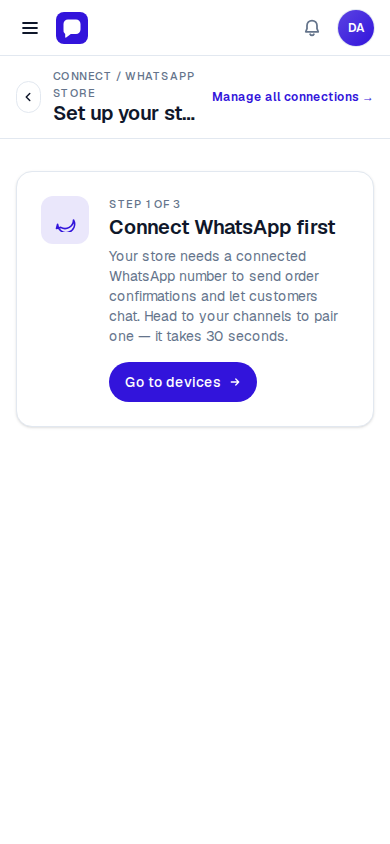 DA
CONNECT / WHATSAPP
STORE
Set up your st...
Manage all connections →
STEP 1 OF 3
Connect WhatsApp first
Your store needs a connected
WhatsApp number to send order
confirmations and let customers
chat. Head to your channels to pair
one — it takes 30 seconds.
Go to devices →